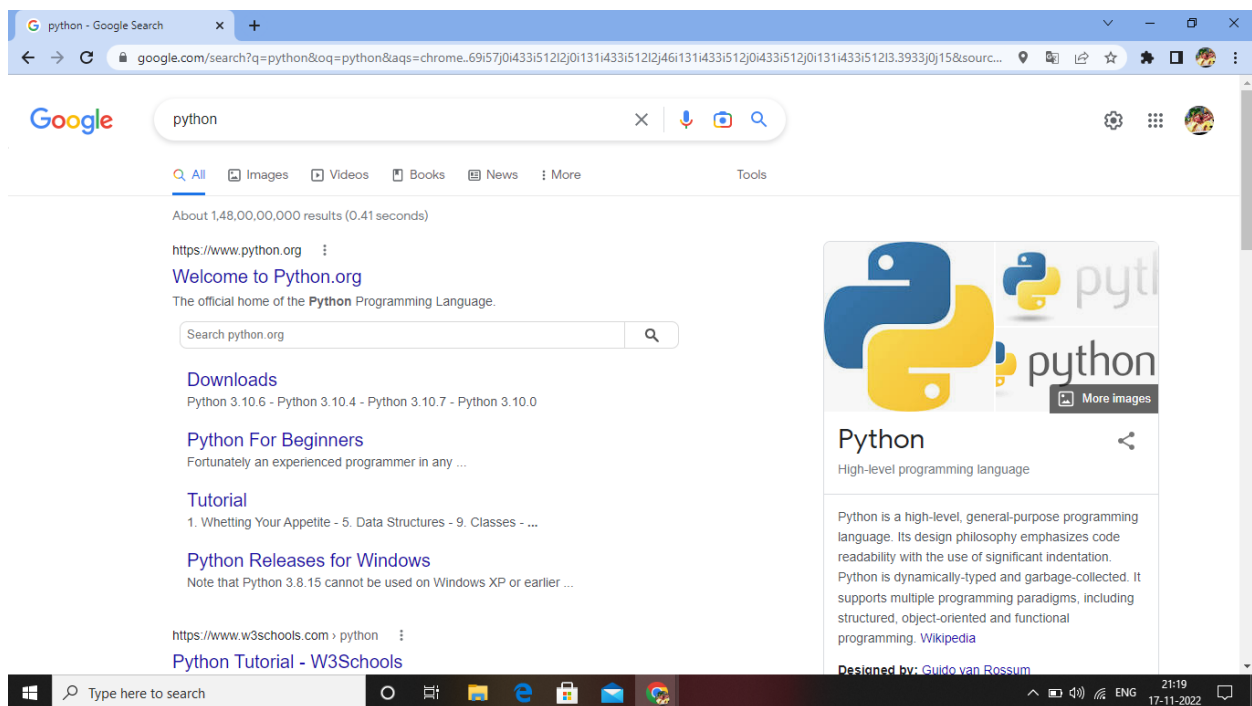 python - Google Search
google.com/search?q=python&oq=python&aqs=chrome..69i57j0i433i512l2j0i131i433i512l2j46i131i433i512j0i433i512j0i131i433i512l3.3933j0j15&sourc...
Google
python
All Images Videos Books News More Tools
About 1,48,00,00,000 results (0.41 seconds)
https://www.python.org
Welcome to Python.org
The official home of the Python Programming Language.
Search python.org
Downloads
Python 3.10.6 - Python 3.10.4 - Python 3.10.7 - Python 3.10.0
Python For Beginners
Fortunately an experienced programmer in any ...
Tutorial
1. Whetting Your Appetite - 5. Data Structures - 9. Classes - ...
Python Releases for Windows
Note that Python 3.8.15 cannot be used on Windows XP or earlier ...
https://www.w3schools.com › python
Python Tutorial - W3Schools
pyt
python
More images
Python
High-level programming language
Python is a high-level, general-purpose programming
language. Its design philosophy emphasizes code
readability with the use of significant indentation.
Python is dynamically-typed and garbage-collected. It
supports multiple programming paradigms, including
structured, object-oriented and functional
programming. Wikipedia
Designed by: Guido van Rossum
Type here to search
ENG
21:19
17-11-2022